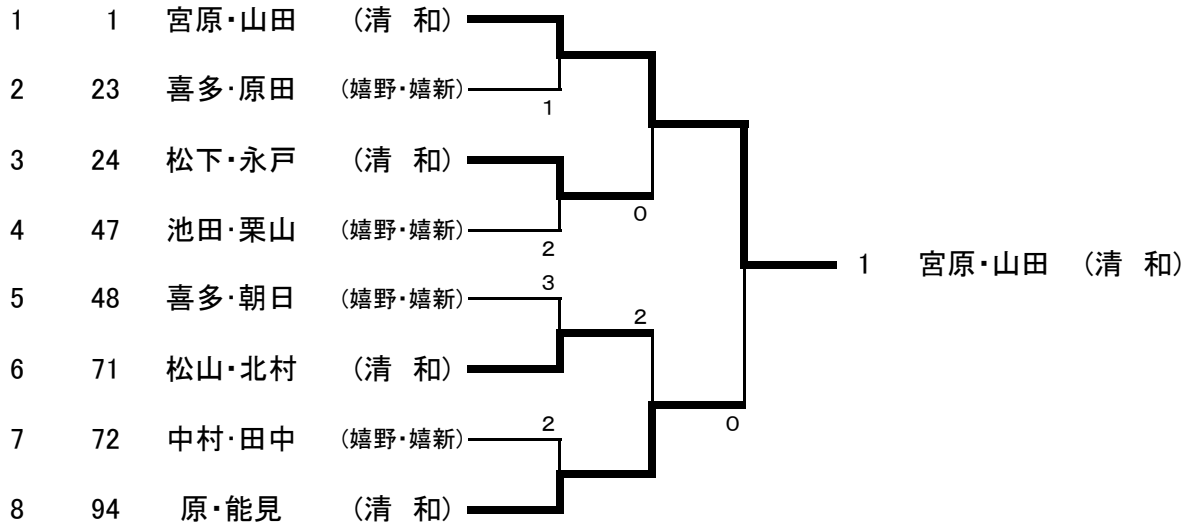 1 1 宮原・山田 (清 和)
2 23 喜多・原田 (嬉野・嬉新)
1
3 24 松下・永戸 (清 和)
0
4 47 池田・栗山 (嬉野・嬉新)
2
1 宮原・山田 (清 和)
5 48 喜多・朝日 (嬉野・嬉新) 3
2
6 71 松山・北村 (清 和)
7 72 中村・田中 (嬉野・嬉新) 2
0
8 94 原・能見 (清 和)